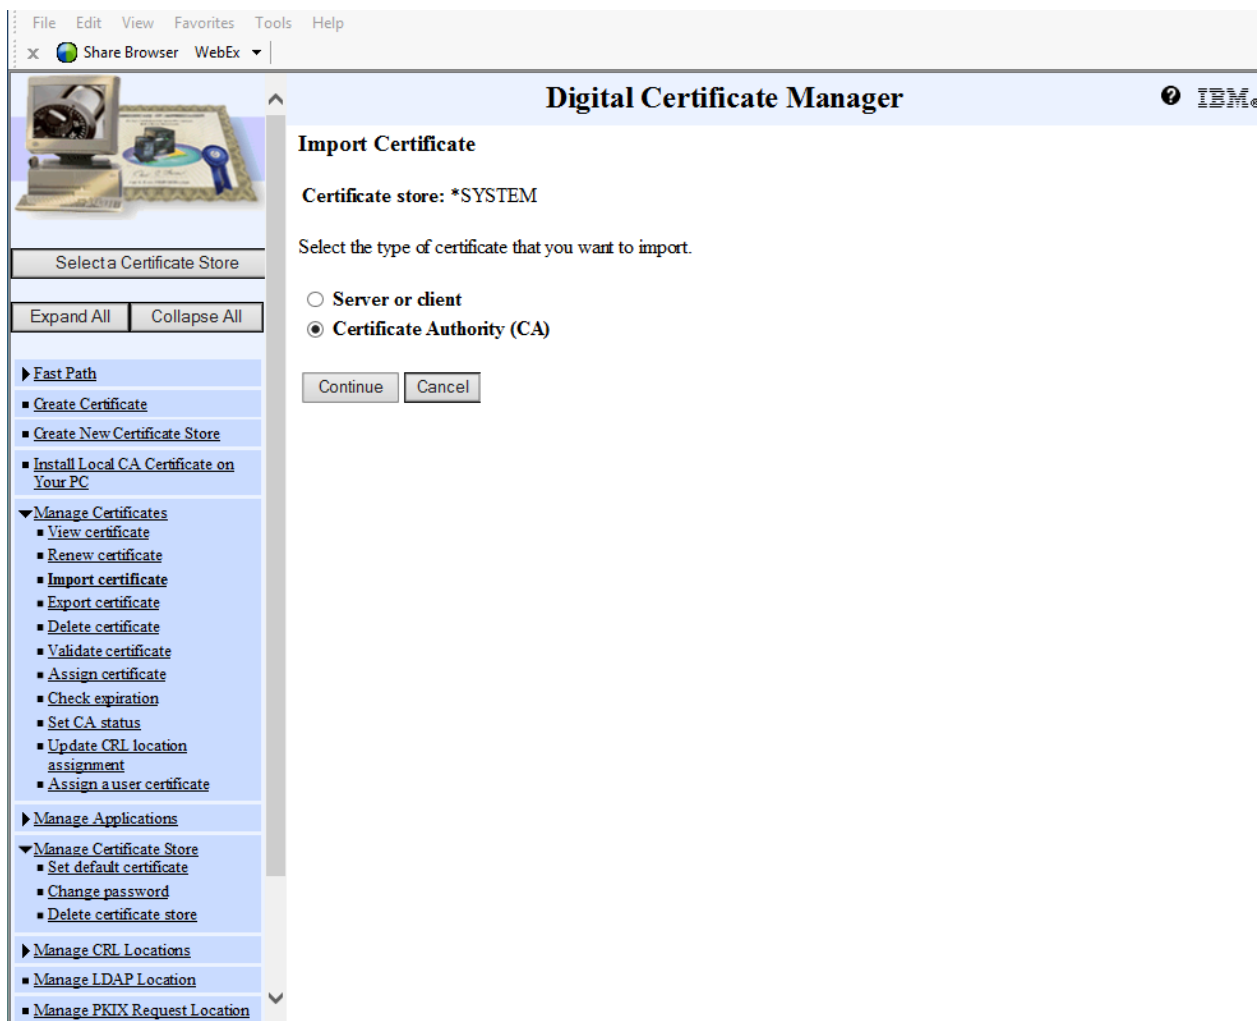 File Edit View Favorites Tools Help
x Share Browser WebEx
Digital Certificate Manager
? IBM
Import Certificate
Certificate store: *SYSTEM
Select the type of certificate that you want to import.
Server or client
Certificate Authority (CA)
Continue Cancel
Select a Certificate Store
Expand All Collapse All
Fast Path
Create Certificate
Create New Certificate Store
Install Local CA Certificate on
Your PC
Manage Certificates
View certificate
Renew certificate
Import certificate
Export certificate
Delete certificate
Validate certificate
Assign certificate
Check expiration
Set CA status
Update CRL location
assignment
Assign a user certificate
Manage Applications
Manage Certificate Store
Set default certificate
Change password
Delete certificate store
Manage CRL Locations
Manage LDAP Location
Manage PKIX Request Location